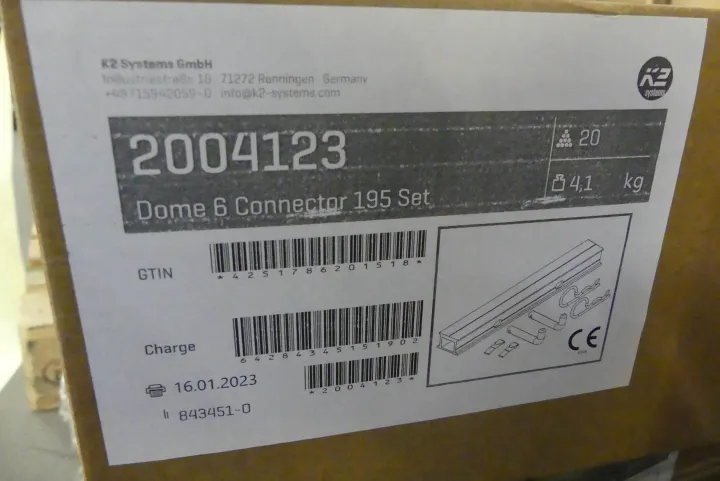 K2 Systems GmbH
Industriestraße 18 71272 Renningen Germany
+49 7159 42059-0 info@k2-systems.com
K2
systems
2004123
20
Dome 6 Connector 195 Set
4,1 kg
GTIN
*4251786201518*
Charge
6428434515190 2
16.01.2023
*2004123*
843451-0
CE